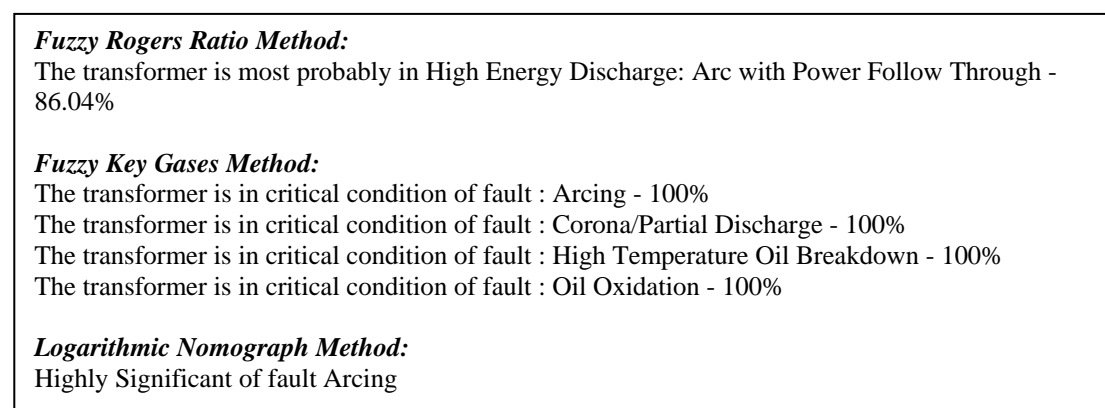 Fuzzy Rogers Ratio Method:
The transformer is most probably in High Energy Discharge: Arc with Power Follow Through -
86.04%
Fuzzy Key Gases Method:
The transformer is in critical condition of fault : Arcing - 100%
The transformer is in critical condition of fault : Corona/Partial Discharge - 100%
The transformer is in critical condition of fault : High Temperature Oil Breakdown - 100%
The transformer is in critical condition of fault : Oil Oxidation - 100%
Logarithmic Nomograph Method:
Highly Significant of fault Arcing